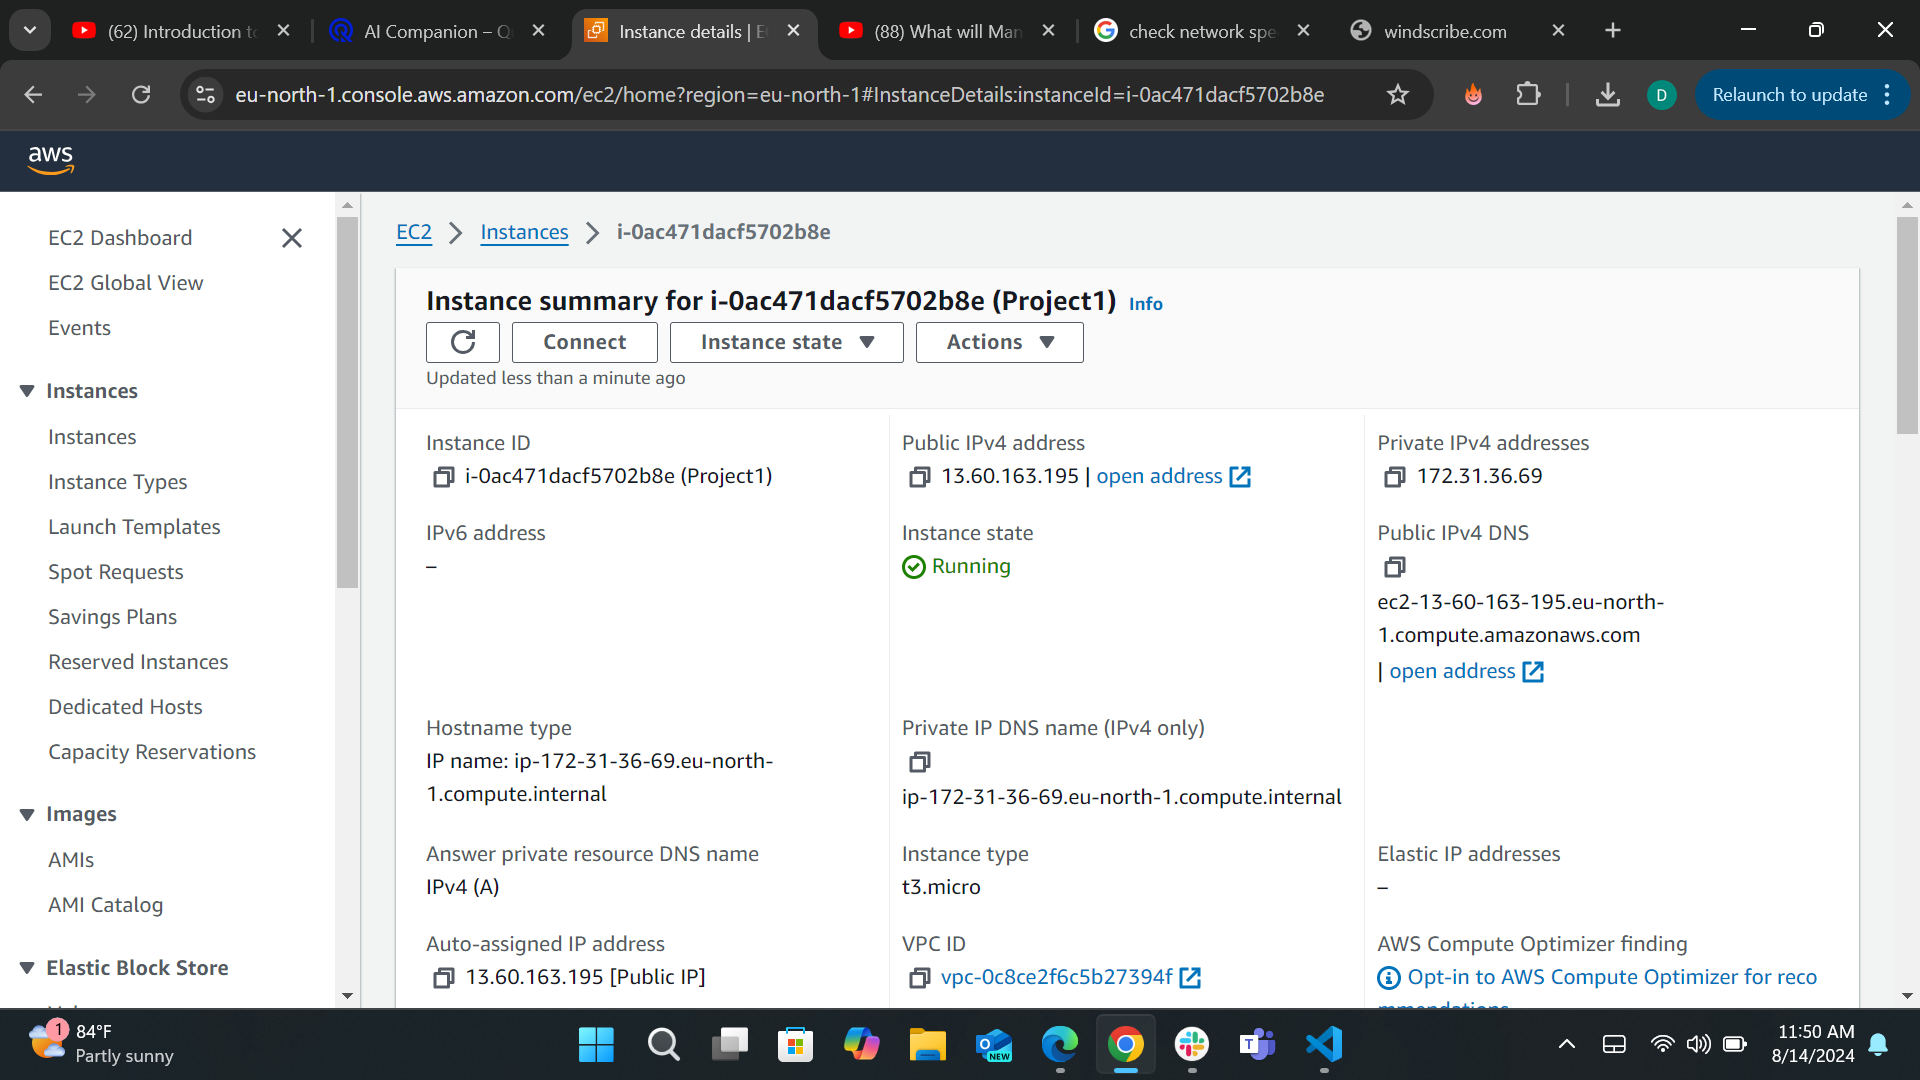 (62) Introduction to
AI Companion – Qu
Instance details | E
(88) What will Man
check network spe
windscribe.com
eu-north-1.console.aws.amazon.com/ec2/home?region=eu-north-1#InstanceDetails:instanceId=i-0ac471dacf5702b8e
D
Relaunch to update
aws
EC2 Dashboard
EC2 Global View
Events
Instances
Instances
Instance Types
Launch Templates
Spot Requests
Savings Plans
Reserved Instances
Dedicated Hosts
Capacity Reservations
Images
AMIs
AMI Catalog
Elastic Block Store
EC2 > Instances > i-0ac471dacf5702b8e
Instance summary for i-0ac471dacf5702b8e (Project1) Info
Connect
Instance state
Actions
Updated less than a minute ago
Instance ID
i-0ac471dacf5702b8e (Project1)
Public IPv4 address
13.60.163.195 | open address
Private IPv4 addresses
172.31.36.69
IPv6 address
–
Instance state
Running
Public IPv4 DNS
ec2-13-60-163-195.eu-north-
1.compute.amazonaws.com
| open address
Hostname type
IP name: ip-172-31-36-69.eu-north-
1.compute.internal
Private IP DNS name (IPv4 only)
ip-172-31-36-69.eu-north-1.compute.internal
Answer private resource DNS name
IPv4 (A)
Instance type
t3.micro
Elastic IP addresses
–
Auto-assigned IP address
13.60.163.195 [Public IP]
VPC ID
vpc-0c8ce2f6c5b27394f
AWS Compute Optimizer finding
Opt-in to AWS Compute Optimizer for reco
mmendations
1
84°F
Partly sunny
NEW
11:50 AM
8/14/2024